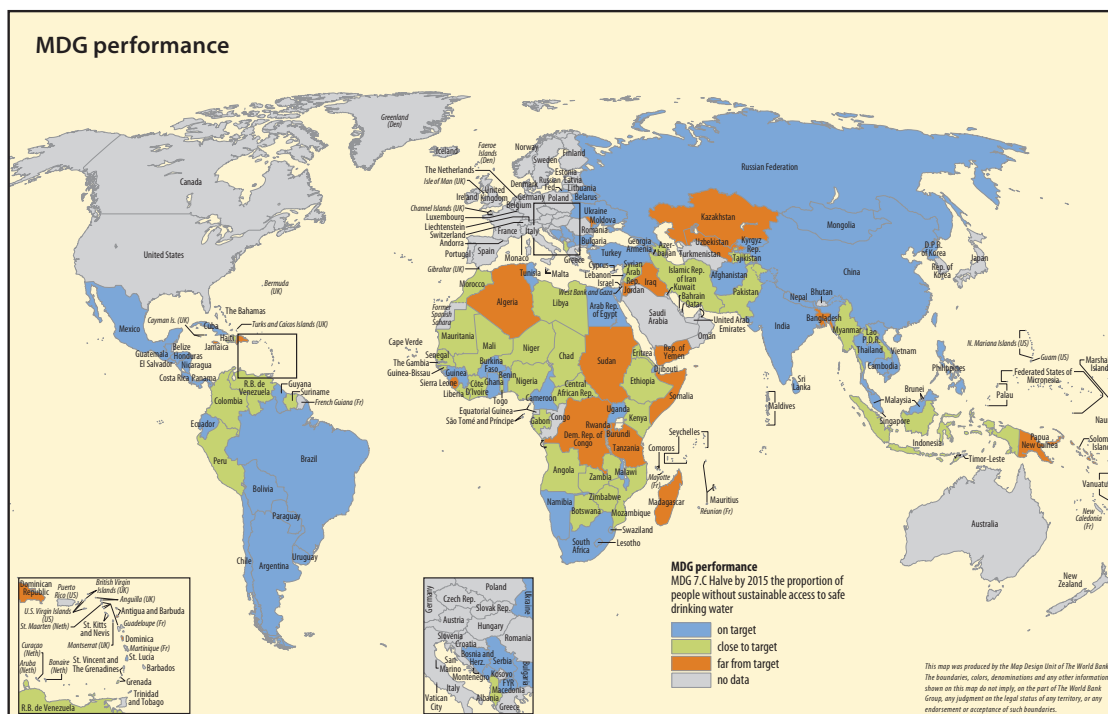 MDG performance
Greenland (Den)
Iceland
Faeroe Islands (Den)
Norway
Sweden
Finland
Canada
United States
Bermuda (UK)
The Netherlands
Isle of Man (UK)
United Kingdom
Ireland
Denmark
Estonia
Russian Fed.
Latvia
Lithuania
Germany
Poland
Belarus
Belgium
Channel Islands (UK)
Luxembourg
Liechtenstein
Switzerland
France
Andorra
Portugal
Spain
Monaco
Italy
Ukraine
Moldova
Romania
Bulgaria
Greece
Gibraltar (UK)
Malta
Russian Federation
Kazakhstan
Mongolia
Georgia
Armenia
Azer-
baijan
Uzbekistan
Turkmenistan
Kyrgyz Rep.
Tajikistan
Turkey
Cyprus
Lebanon
Israel
Syrian Arab Rep.
Jordan
Iraq
West Bank and Gaza
Islamic Rep. of Iran
Kuwait
Bahrain
Qatar
Saudi Arabia
United Arab Emirates
Oman
Rep. of Yemen
Afghanistan
Pakistan
India
Nepal
Bhutan
Bangladesh
Sri Lanka
Maldives
China
D.P.R. of Korea
Rep. of Korea
Japan
Myanmar
Lao P.D.R.
Thailand
Vietnam
Cambodia
Philippines
Brunei
Malaysia
Singapore
Indonesia
Timor-Leste
Papua New Guinea
N. Mariana Islands (US)
Guam (US)
Federated States of Micronesia
Palau
Marshall
Islands
Nau
Solomon
Islands
Vanuatu
New Caledonia (Fr)
Australia
New Zealand
Morocco
Former Spanish Sahara
Algeria
Tunisia
Libya
Arab Rep. of Egypt
Mauritania
Mali
Niger
Chad
Sudan
Eritrea
Djibouti
Ethiopia
Somalia
Cape Verde
Senegal
The Gambia
Guinea-Bissau
Guinea
Sierra Leone
Liberia
Burkina Faso
Côte D'Ivoire
Ghana
Togo
Benin
Nigeria
Cameroon
Central African Rep.
Equatorial Guinea
São Tomé and Príncipe
Gabon
Congo
Dem. Rep. of Congo
Uganda
Rwanda
Burundi
Kenya
Tanzania
Seychelles
Comoros
Mayotte (Fr)
Angola
Zambia
Malawi
Zimbabwe
Mozambique
Madagascar
Mauritius
Réunion (Fr)
Namibia
Botswana
Swaziland
Lesotho
South Africa
Mexico
Cayman Is. (UK)
The Bahamas
Turks and Caicos Islands (UK)
Cuba
Haiti
Jamaica
Belize
Guatemala
Honduras
El Salvador
Nicaragua
Costa Rica
Panama
R.B. de Venezuela
Guyana
Suriname
French Guiana (Fr)
Colombia
Ecuador
Peru
Brazil
Bolivia
Paraguay
Chile
Argentina
Uruguay
Dominican Republic
Puerto Rico (US)
British Virgin Islands (UK)
Anguilla (UK)
U.S. Virgin Islands (US)
Antigua and Barbuda
St. Maarten (Neth)
St. Kitts and Nevis
Guadeloupe (Fr)
Montserrat (UK)
Dominica
Martinique (Fr)
St. Lucia
Curaçao (Neth)
Aruba (Neth)
Bonaire (Neth)
St. Vincent and The Grenadines
Barbados
Grenada
Trinidad and Tobago
R.B. de Venezuela
Germany
Poland
Czech Rep.
Slovak Rep.
Ukraine
Austria
Hungary
Slovenia
Croatia
Romania
San Marino
Bosnia and Herz.
Serbia
Montenegro
Kosovo
Bulgaria
FYR Macedonia
Albania
Italy
Vatican City
Greece
MDG performance
MDG 7.C Halve by 2015 the proportion of
people without sustainable access to safe
drinking water
on target
close to target
far from target
no data
This map was produced by the Map Design Unit of The World Bank.
The boundaries, colors, denominations and any other information
shown on this map do not imply, on the part of The World Bank
Group, any judgment on the legal status of any territory, or any
endorsement or acceptance of such boundaries.